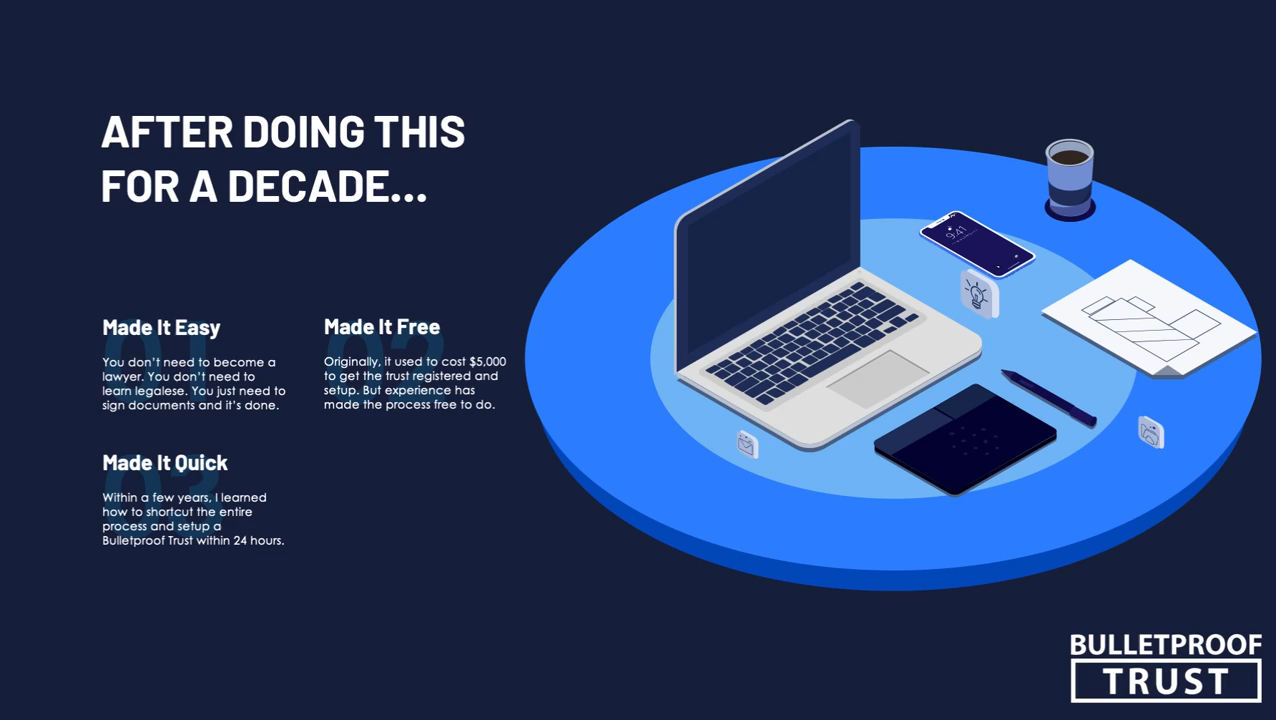 AFTER DOING THIS
FOR A DECADE...
01
Made It Easy
You don't need to become a
lawyer. You don't need to
learn legalese. You just need to
sign documents and it's done.
02
Made It Free
Originally, it used to cost $5,000
to get the trust registered and
setup. But experience has
made the process free to do.
03
Made It Quick
Within a few years, I learned
how to shortcut the entire
process and setup a
Bulletproof Trust within 24 hours.
9:41
BULLETPROOF
TRUST